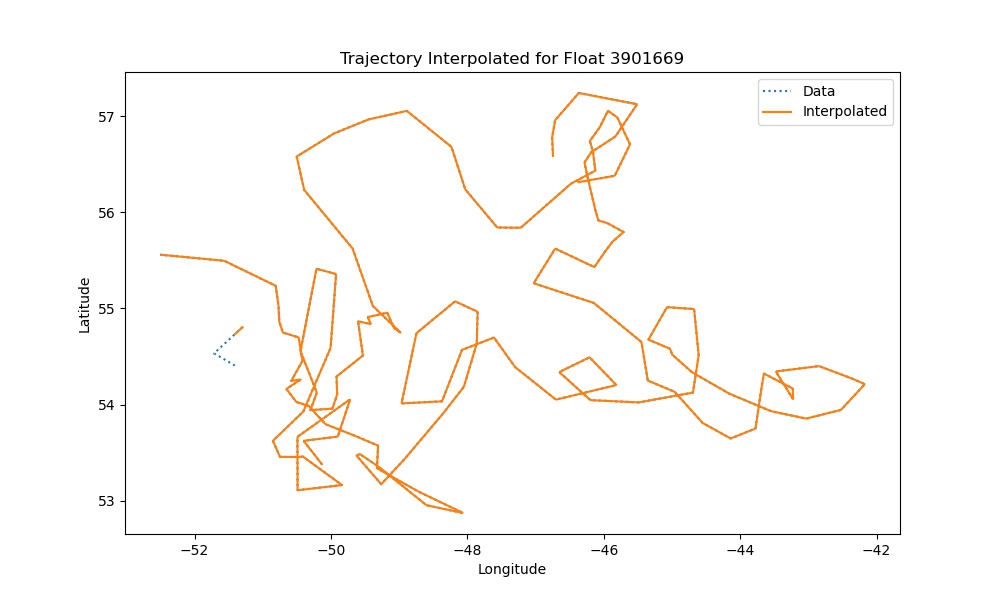 Trajectory Interpolated for Float 3901669
Data
Interpolated
57
56
55
54
53
Latitude
−52
−50
−48
−46
−44
−42
Longitude